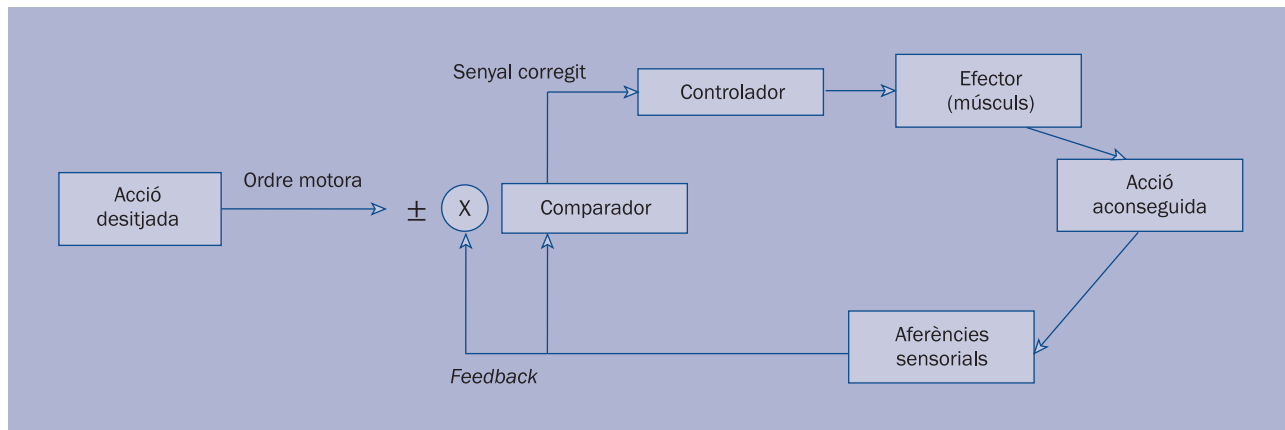 Senyal corregit
Controlador
Efector
(músculs)
Acció
desitjada
Ordre motora
±
X
Comparador
Acció
aconseguida
Aferències
sensorials
Feedback